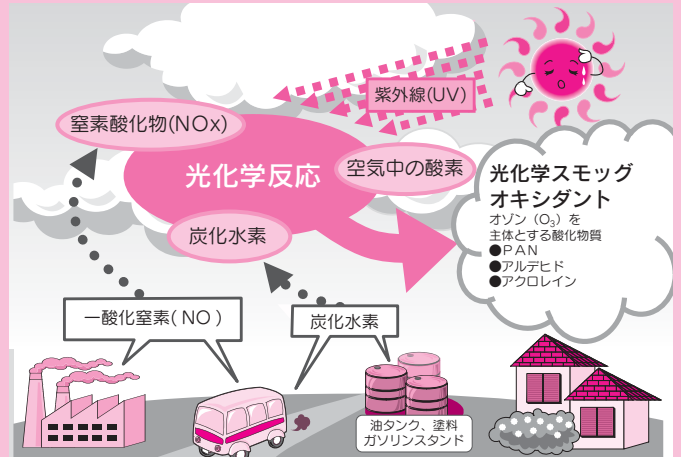 紫外線(UV)
窒素酸化物(NOx)
光化学反応
空気中の酸素
炭化水素
光化学スモッグ
オキシダント
オゾン（O₃）を
主体とする酸化物質
●PAN
●アルデヒド
●アクロレイン
一酸化窒素(NO)
炭化水素
油タンク、塗料
ガソリンスタンド